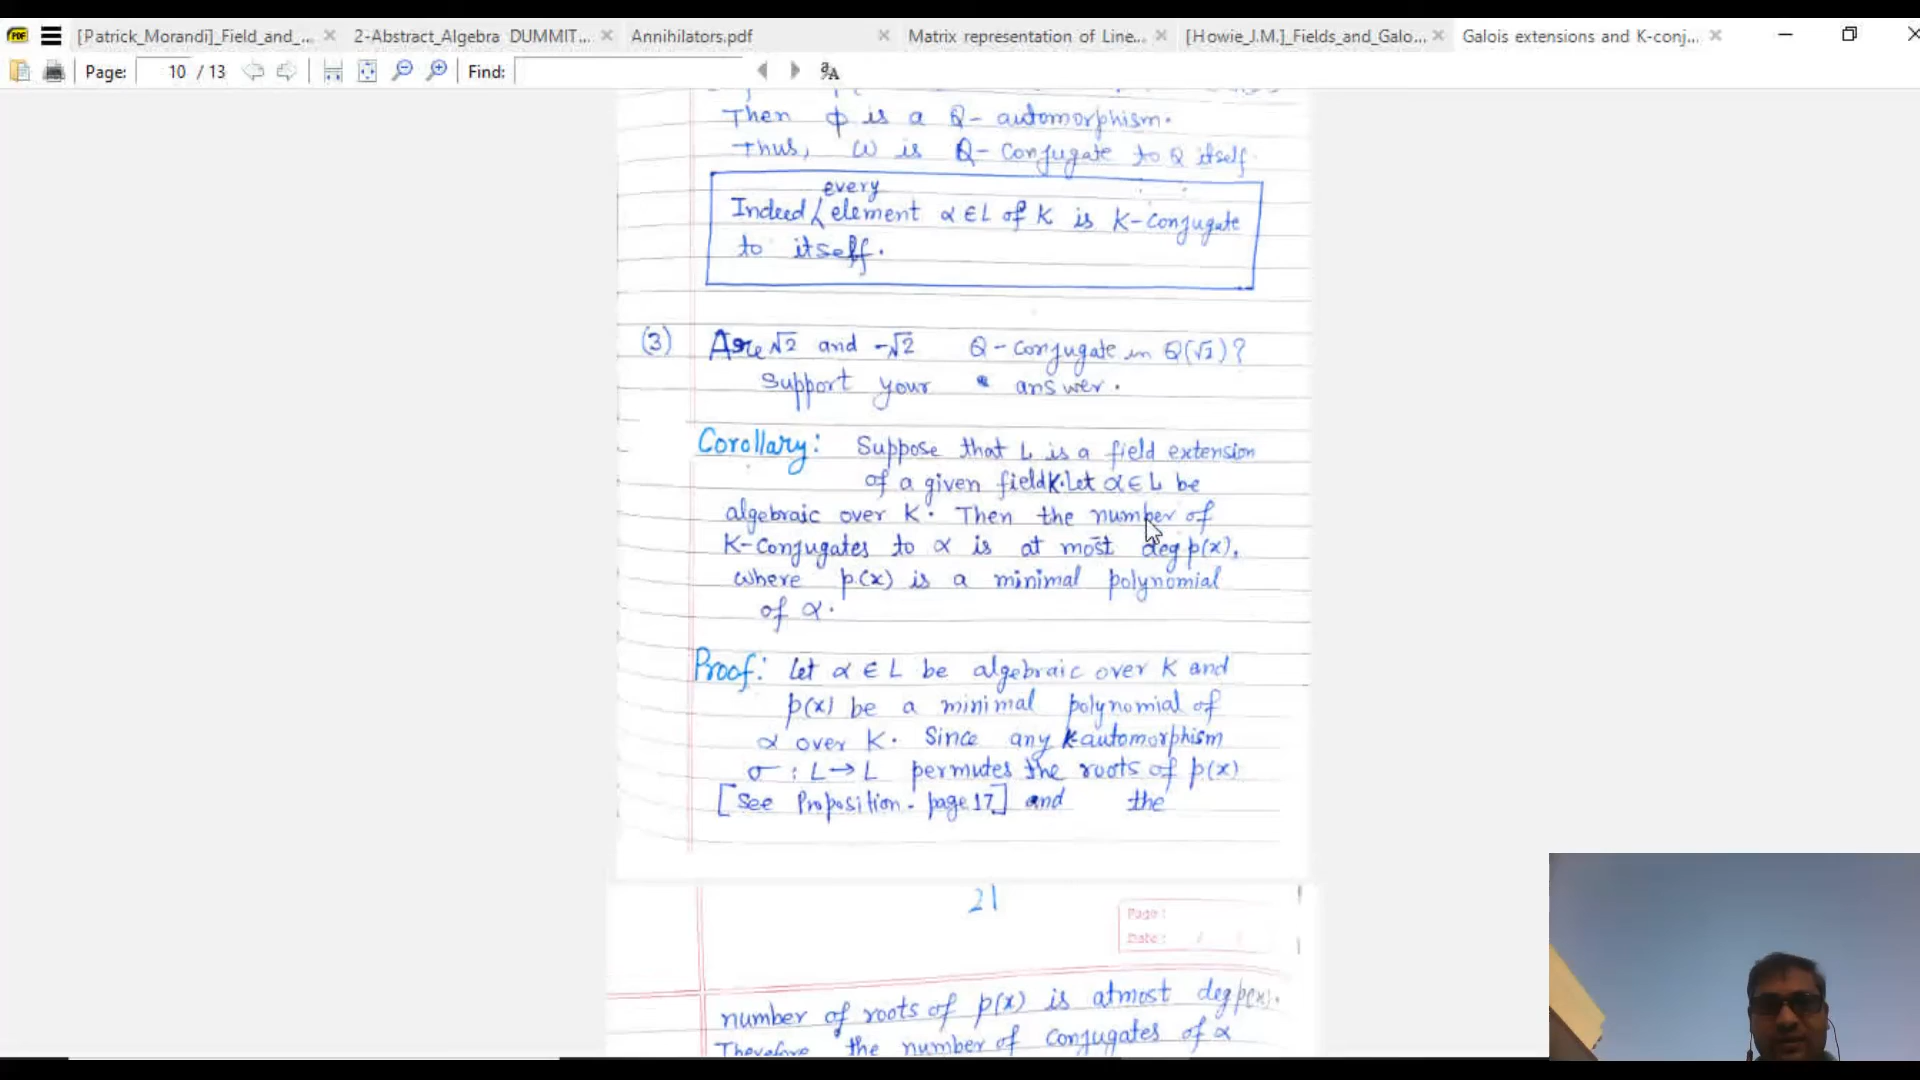 [Patrick_Morandi]_Field_and_...
2-Abstract_Algebra DUMMIT...
Annihilators.pdf
Matrix representation of Line...
[Howie_J.M.]_Fields_and_Galo...
Galois extensions and K-conj...
Page: 10 / 13 Find:
Then φ is a Q- automorphism.
Thus, ω is Q- Conjugate to Q itself.
every
Indeed element α ∈ L of K is K-Conjugate
to itself.
(3) Are √2 and -√2 Q-Conjugate in Q(√2)?
Support your answer.
Corollary: Suppose that L is a field extension
of a given field K. Let α ∈ L be
algebraic over K. Then the number of
K-Conjugates to α is at most deg p(x),
where p(x) is a minimal polynomial
of α.
Proof: Let α ∈ L be algebraic over K and
p(x) be a minimal polynomial of
α over K. Since any K automorphism
σ : L → L permutes the roots of p(x)
[See Proposition. page 17] and the
21
Page:
Date: /
number of roots of p(x) is atmost deg p(x).
Therefore the number of conjugates of α